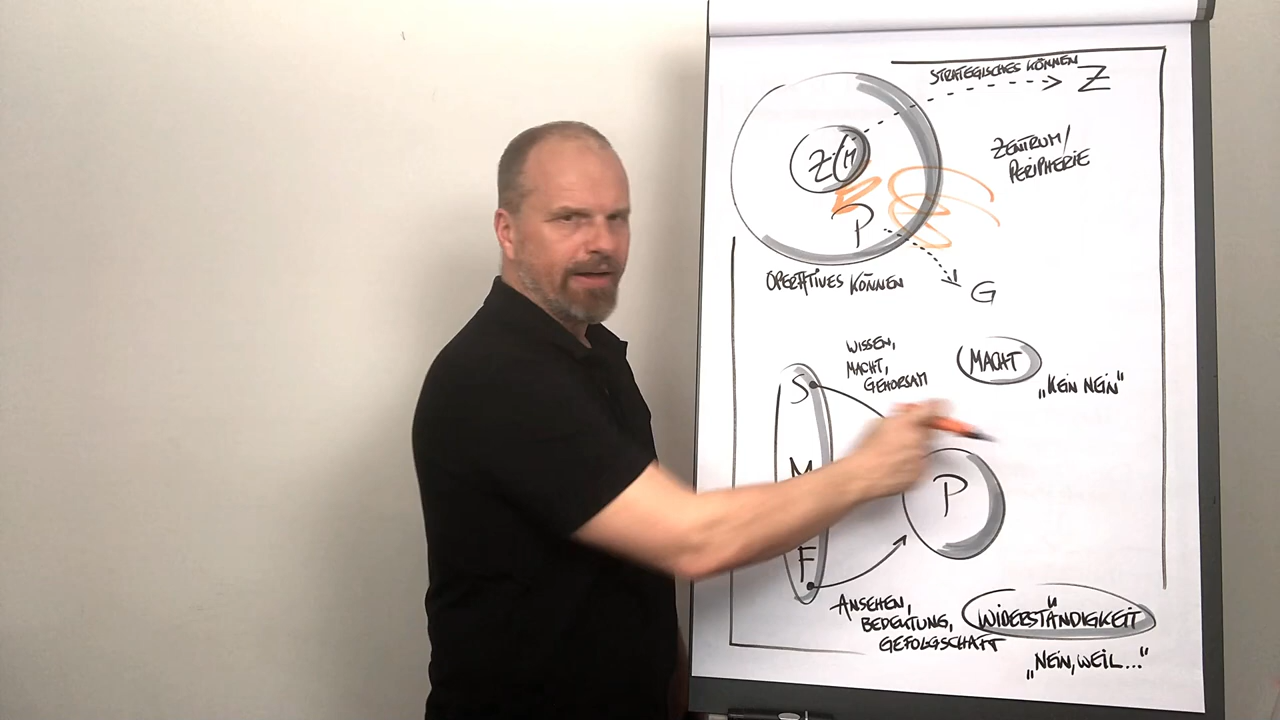 STRATEGISCHES KÖNNEN
Z
Z
M
ZENTRUM/
PERIPHERIE
P
OPERATIVES KÖNNEN
G
WISSEN,
MACHT,
GEHORSAM
MACHT
„KEIN NEIN“
S
M
P
F
ANSEHEN,
BEDEUTUNG,
GEFOLGSCHAFT
WIDERSTÄNDIGKEIT
„NEIN, WEIL...“